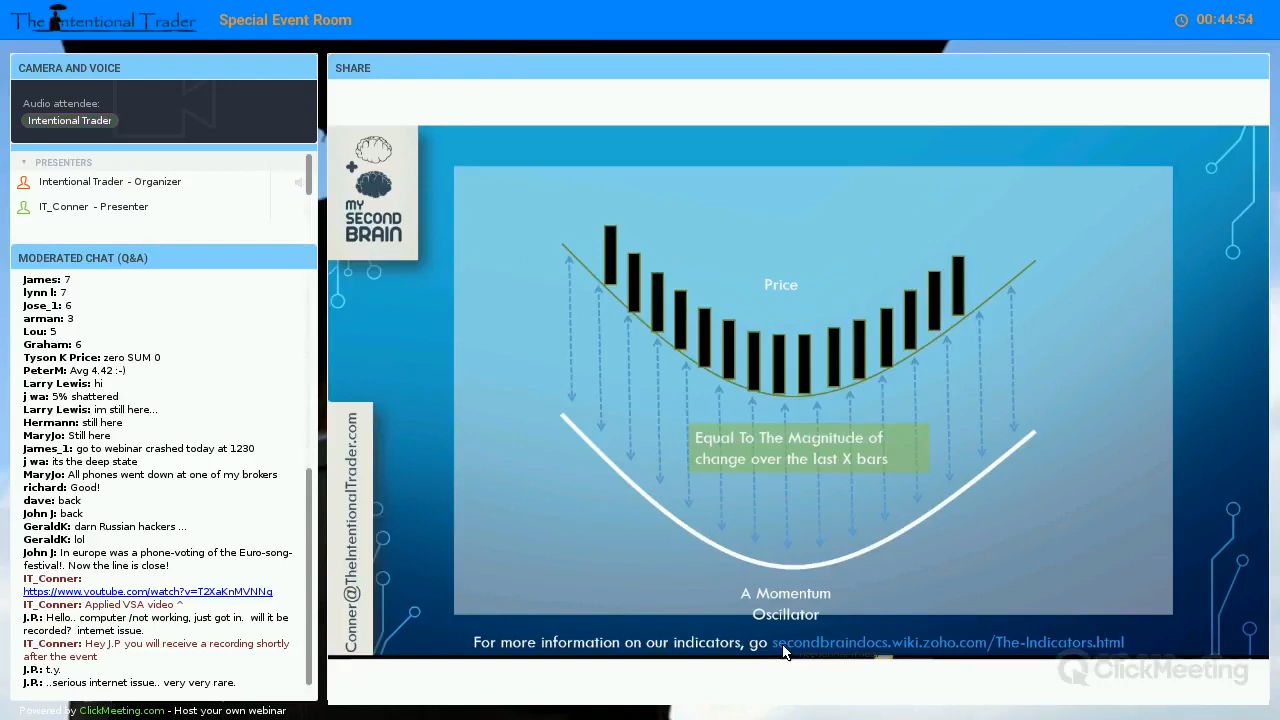 The Intentional Trader
Special Event Room
00:44:54
CAMERA AND VOICE
Audio attendee:
Intentional Trader
PRESENTERS
Intentional Trader - Organizer
IT_Conner - Presenter
MODERATED CHAT (Q&A)
James: 7
lynn l: 7
Jose_1: 6
arman: 3
Lou: 5
Graham: 6
Tyson K Price: zero SUM 0
PeterM: Avg 4.42 :-)
Larry Lewis: hi
j wa: 5% shattered
Larry Lewis: im still here...
Hermann: still here
MaryJo: Still here
James_1: go to webinar crashed today at 1230
j wa: its the deep state
MaryJo: All phones went down at one of my brokers
richard: Good!
dave: back
John J: back
GeraldK: darn Russian hackers ...
GeraldK: lol
John J: In europe was a phone-voting of the Euro-song-
festival!. Now the line is close!
IT_Conner:
https://www.youtube.com/watch?v=T2XaKnMVNNg
IT_Conner: Applied VSA video ^
J.P.: Hello.. computer /not working, just got in. will it be
recorded? internet issue.
IT_Conner: Hey J.P you will receive a recording shortly
after the event
J.P.: t.y.
J.P.: ..serious internet issue.. very very rare.
Powered by ClickMeeting.com - Host your own webinar
SHARE
MY
SECOND
BRAIN
Conner@TheIntentionalTrader.com
Price
Equal To The Magnitude of
change over the last X bars
A Momentum
Oscillator
For more information on our indicators, go secondbraindocs.wiki.zoho.com/The-Indicators.html
ClickMeeting